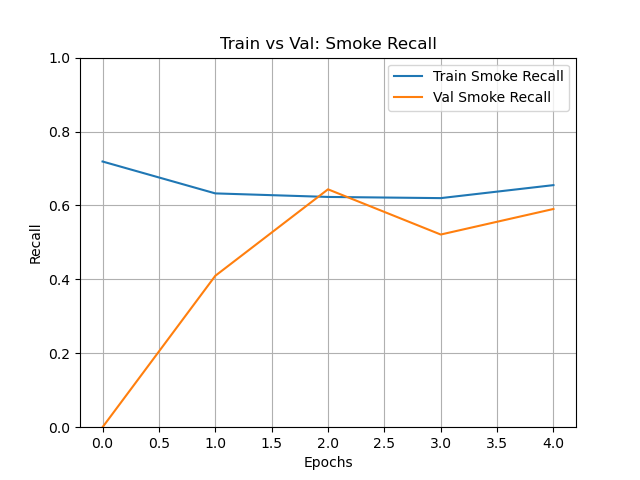 Train vs Val: Smoke Recall
Train Smoke Recall
Val Smoke Recall
1.0
0.8
0.6
0.4
0.2
0.0
Recall
0.0 0.5 1.0 1.5 2.0 2.5 3.0 3.5 4.0
Epochs